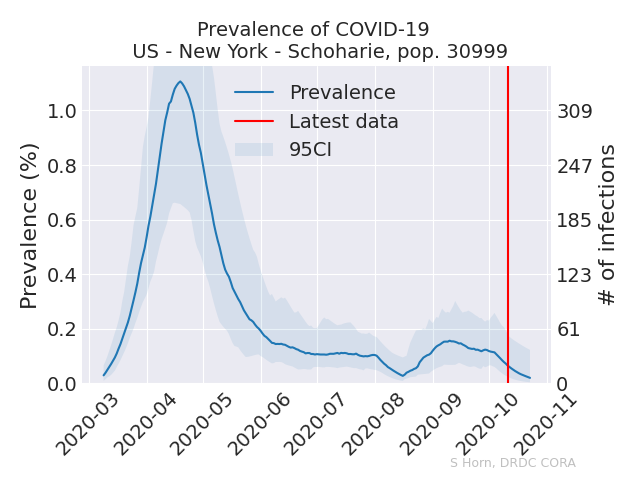 Prevalence of COVID-19
US - New York - Schoharie, pop. 30999
Prevalence
Latest data
95CI
Prevalence (%)
1.0
0.8
0.6
0.4
0.2
0.0
309
247
185
123
61
0
# of infections
2020-03
2020-04
2020-05
2020-06
2020-07
2020-08
2020-09
2020-10
2020-11
S Horn, DRDC CORA